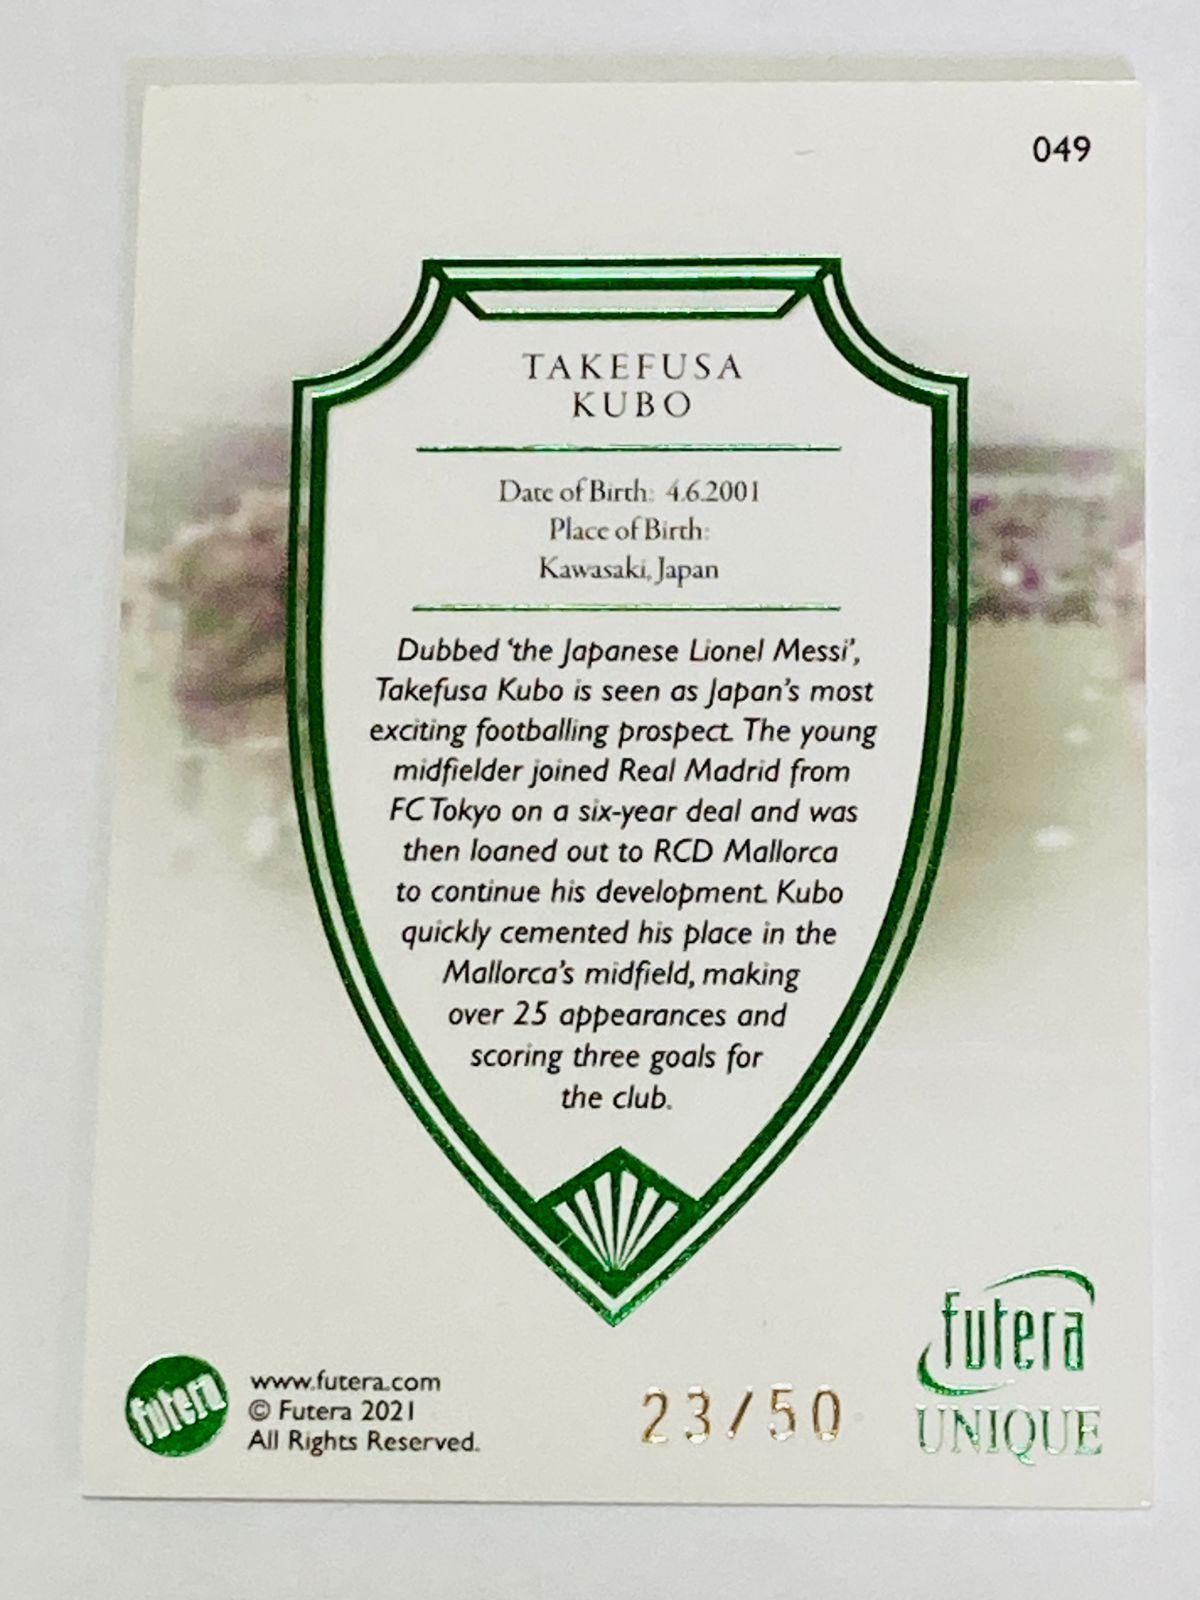 049
TAKEFUSA
KUBO
Date of Birth: 4.6.2001
Place of Birth:
Kawasaki, Japan
Dubbed ‘the Japanese Lionel Messi’,
Takefusa Kubo is seen as Japan’s most
exciting footballing prospect. The young
midfielder joined Real Madrid from
FC Tokyo on a six-year deal and was
then loaned out to RCD Mallorca
to continue his development. Kubo
quickly cemented his place in the
Mallorca’s midfield, making
over 25 appearances and
scoring three goals for
the club.
futera
www.futera.com
© Futera 2021
All Rights Reserved.
23/50
futera
UNIQUE